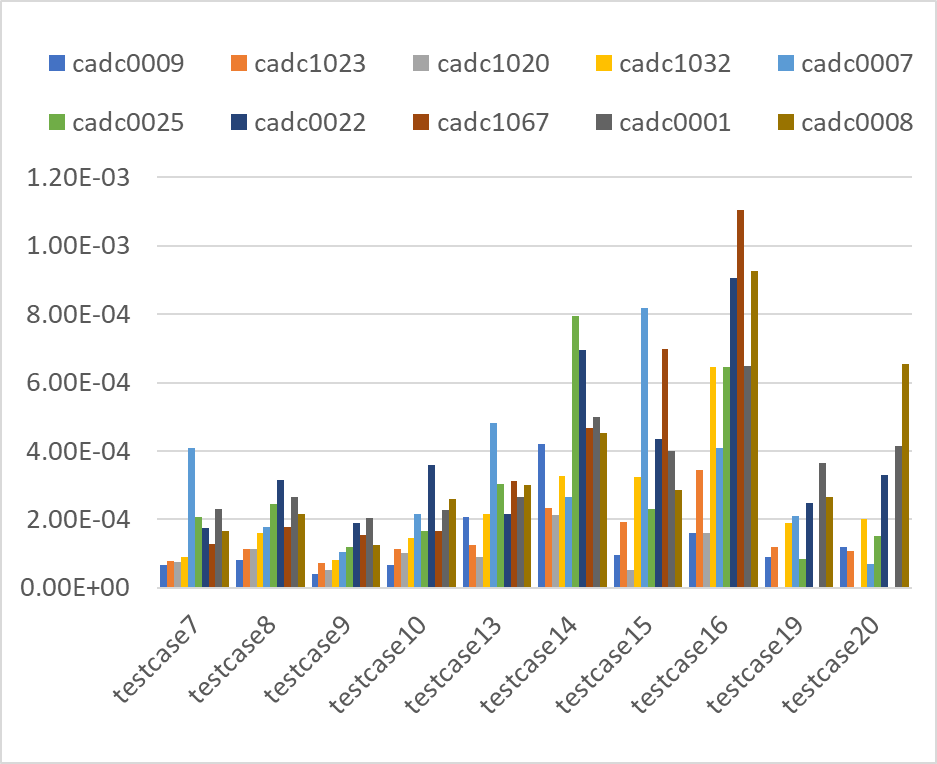 cadc0009 cadc1023 cadc1020 cadc1032 cadc0007
cadc0025 cadc0022 cadc1067 cadc0001 cadc0008
1.20E-03
1.00E-03
8.00E-04
6.00E-04
4.00E-04
2.00E-04
0.00E+00
testcase7
testcase8
testcase9
testcase10
testcase13
testcase14
testcase15
testcase16
testcase19
testcase20